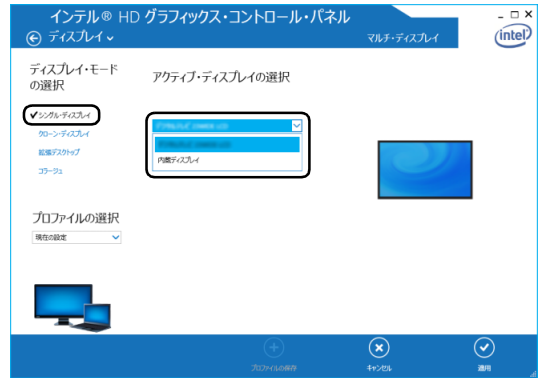 インテル® HD グラフィックス・コントロール・パネル
ディスプレイ
マルチ・ディスプレイ
intel
ディスプレイ・モード
の選択
アクティブ・ディスプレイの選択
シングル・ディスプレイ
クローン・ディスプレイ
拡張デスクトップ
コラージュ
内蔵ディスプレイ
プロファイルの選択
現在の設定
プロファイルの保存
キャンセル
適用